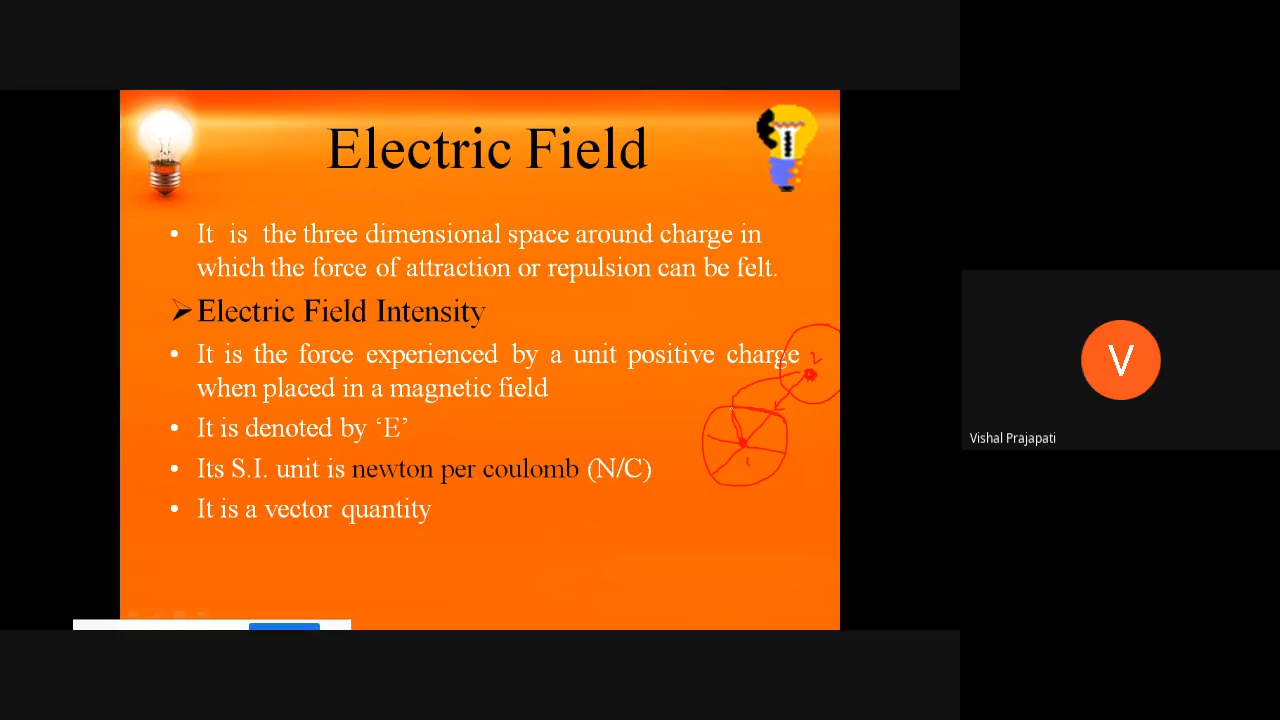 Electric Field
• It is the three dimensional space around charge in
which the force of attraction or repulsion can be felt.
➢ Electric Field Intensity
• It is the force experienced by a unit positive charge
when placed in a magnetic field
• It is denoted by ‘E’
• Its S.I. unit is newton per coulomb (N/C)
• It is a vector quantity
2
1
V
Vishal Prajapati